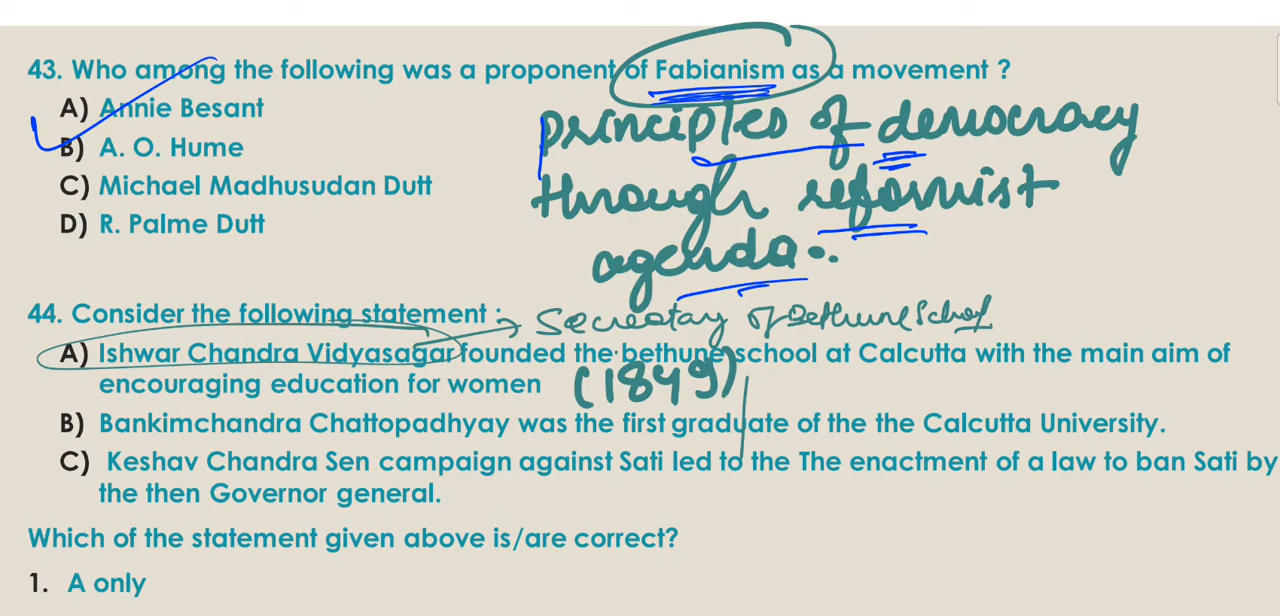 43. Who among the following was a proponent of Fabianism as a movement ?
A) Annie Besant
B) A. O. Hume
C) Michael Madhusudan Dutt
D) R. Palme Dutt
principles of democracy
through reformist
agenda.
44. Consider the following statement :
Secreatary of Bethune School
A) Ishwar Chandra Vidyasagar founded the bethune school at Calcutta with the main aim of
encouraging education for women
(1849)
B) Bankimchandra Chattopadhyay was the first graduate of the the Calcutta University.
C) Keshav Chandra Sen campaign against Sati led to the The enactment of a law to ban Sati by
the then Governor general.
Which of the statement given above is/are correct?
1. A only